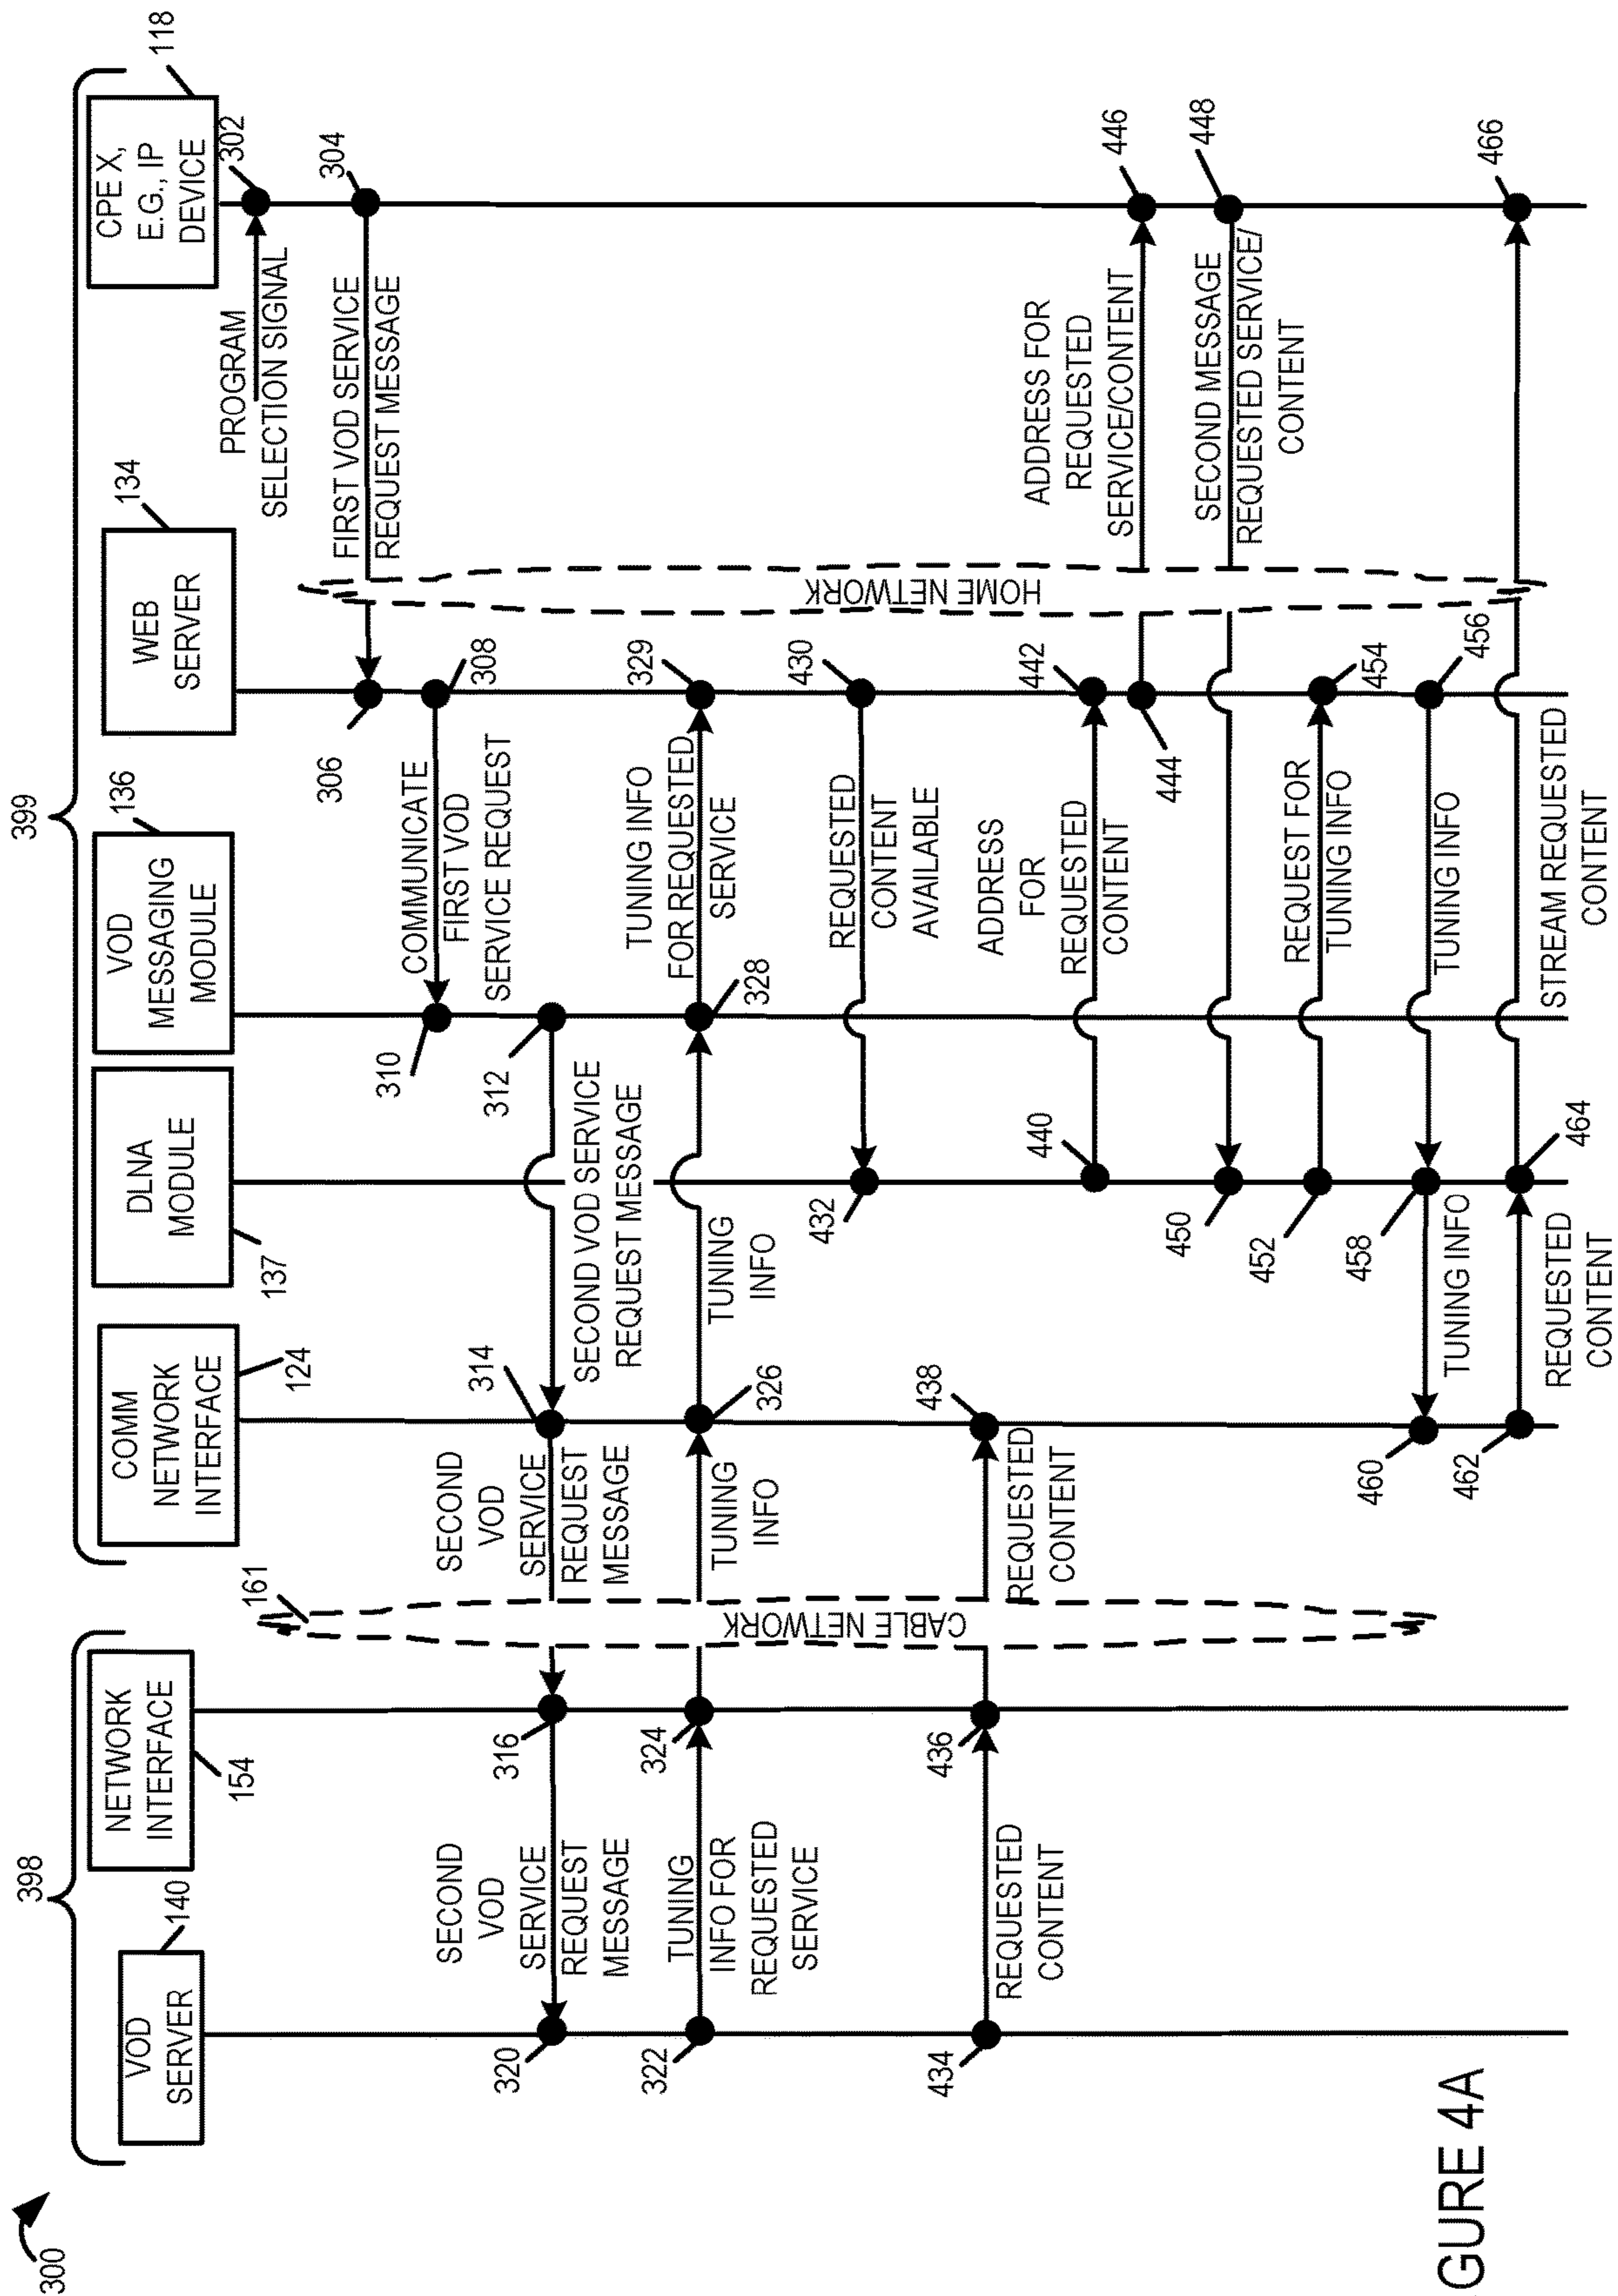 300
398
399
VOD
SERVER
140
NETWORK
INTERFACE
154
COMM
NETWORK
INTERFACE
124
DLNA
MODULE
137
VOD
MESSAGING
MODULE
136
WEB
SERVER
134
CPE X,
E.G., IP
DEVICE
118
161
CABLE NETWORK
HOME NETWORK
302
PROGRAM
SELECTION SIGNAL
304
FIRST VOD SERVICE
REQUEST MESSAGE
306
308
COMMUNICATE
FIRST VOD
SERVICE REQUEST
310
312
SECOND VOD SERVICE
REQUEST MESSAGE
314
SECOND
VOD
SERVICE
REQUEST
MESSAGE
316
SECOND
VOD
SERVICE
REQUEST
MESSAGE
320
322
TUNING
INFO FOR
REQUESTED
SERVICE
324
TUNING
INFO
326
TUNING
INFO
328
TUNING INFO
FOR REQUESTED
SERVICE
329
430
REQUESTED
CONTENT
AVAILABLE
432
434
REQUESTED
CONTENT
436
REQUESTED
CONTENT
438
440
ADDRESS
FOR
REQUESTED
CONTENT
442
444
ADDRESS FOR
REQUESTED
SERVICE/CONTENT
446
448
SECOND MESSAGE
REQUESTED SERVICE/
CONTENT
450
452
REQUEST FOR
TUNING INFO
454
456
TUNING INFO
458
TUNING INFO
460
462
REQUESTED
CONTENT
464
STREAM REQUESTED
CONTENT
466
GURE 4A